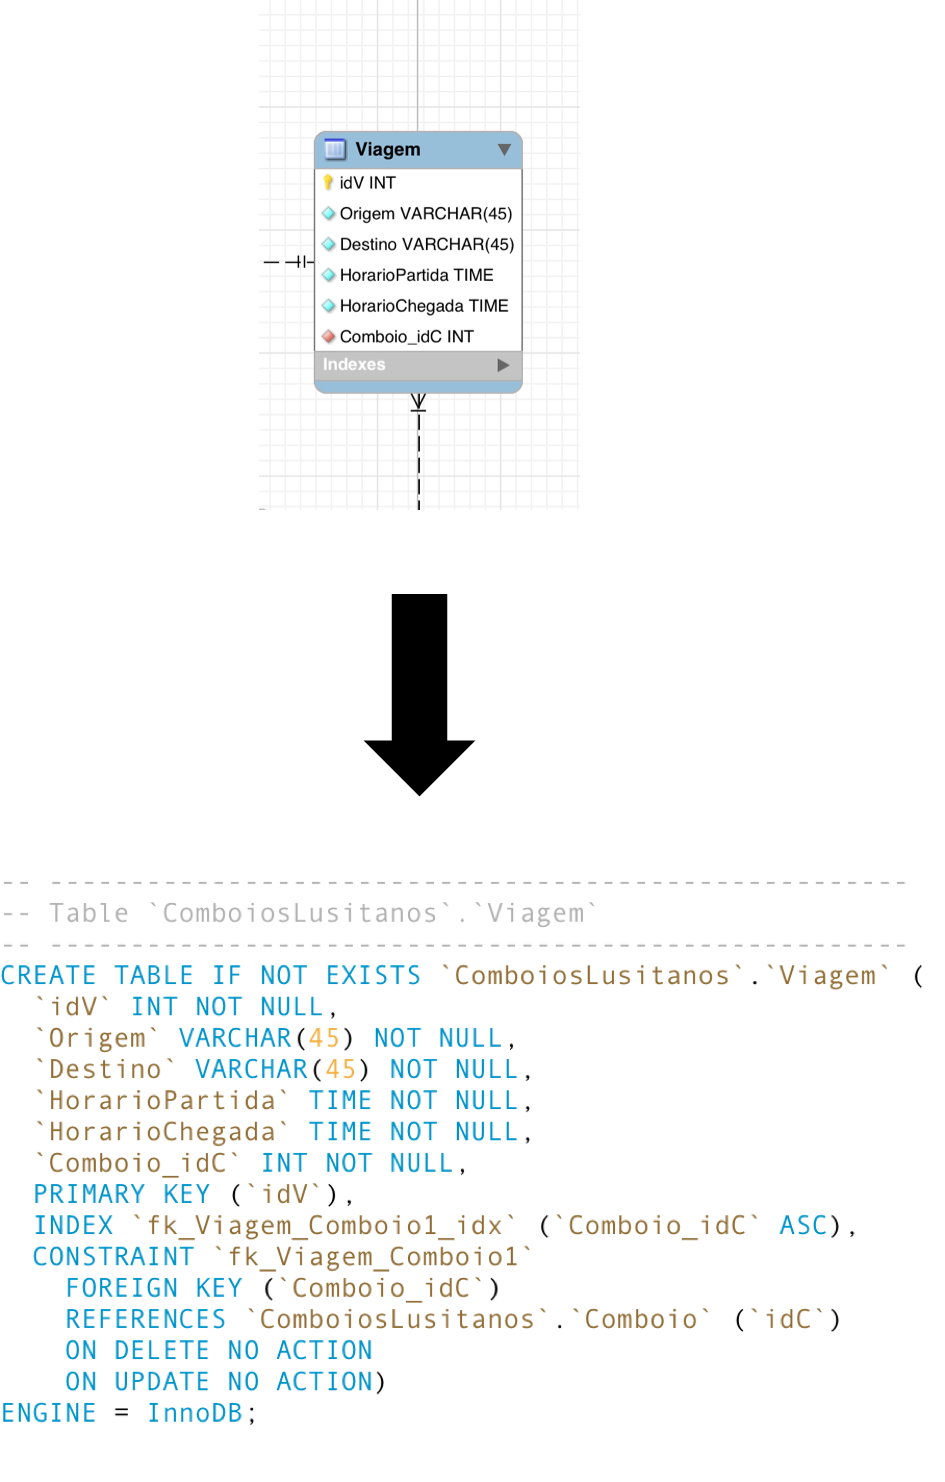 Viagem
idV INT
Origem VARCHAR(45)
Destino VARCHAR(45)
HorarioPartida TIME
HorarioChegada TIME
Comboio_idC INT
Indexes
-- -----------------------------------------------------
-- Table `ComboiosLusitanos`.`Viagem`
-- -----------------------------------------------------
CREATE TABLE IF NOT EXISTS `ComboiosLusitanos`.`Viagem` (
  `idV` INT NOT NULL,
  `Origem` VARCHAR(45) NOT NULL,
  `Destino` VARCHAR(45) NOT NULL,
  `HorarioPartida` TIME NOT NULL,
  `HorarioChegada` TIME NOT NULL,
  `Comboio_idC` INT NOT NULL,
  PRIMARY KEY (`idV`),
  INDEX `fk_Viagem_Comboio1_idx` (`Comboio_idC` ASC),
  CONSTRAINT `fk_Viagem_Comboio1`
    FOREIGN KEY (`Comboio_idC`)
    REFERENCES `ComboiosLusitanos`.`Comboio` (`idC`)
    ON DELETE NO ACTION
    ON UPDATE NO ACTION)
ENGINE = InnoDB;